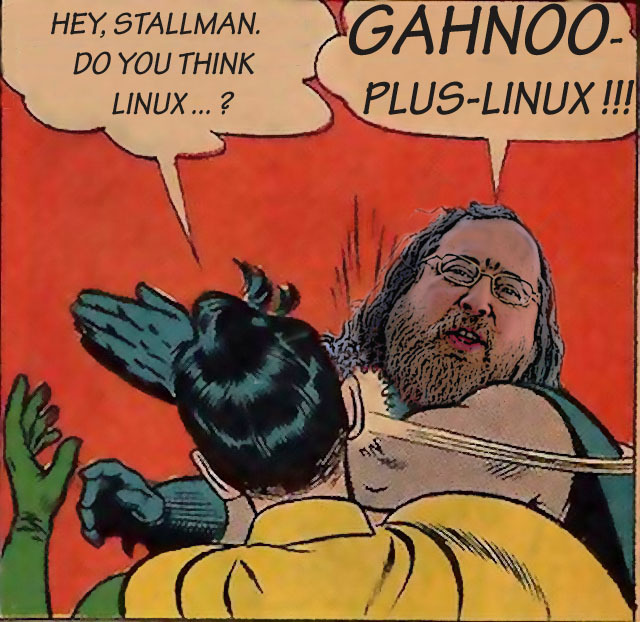 HEY, STALLMAN.
DO YOU THINK
LINUX ... ?
GAHNOO-
PLUS-LINUX !!!